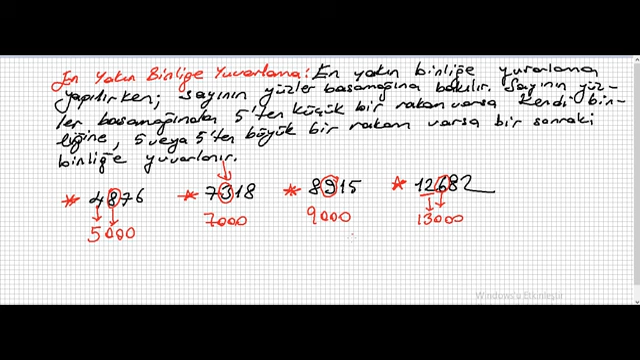 En Yakın Binliğe Yuvarlama: En yakın binliğe yuvarlama
yapılırken; sayının yüzler basamağına bakılır. Sayının yüz-
ler basamağından 5'ten küçük bir rakam varsa kendi bin-
liğine, 5 veya 5'ten büyük bir rakam varsa bir sonraki
binliğe yuvarlanır.
* 4876 * 7318 * 8915 * 12682
5000 7000 9000 13000
Windows'u Etkinleştir